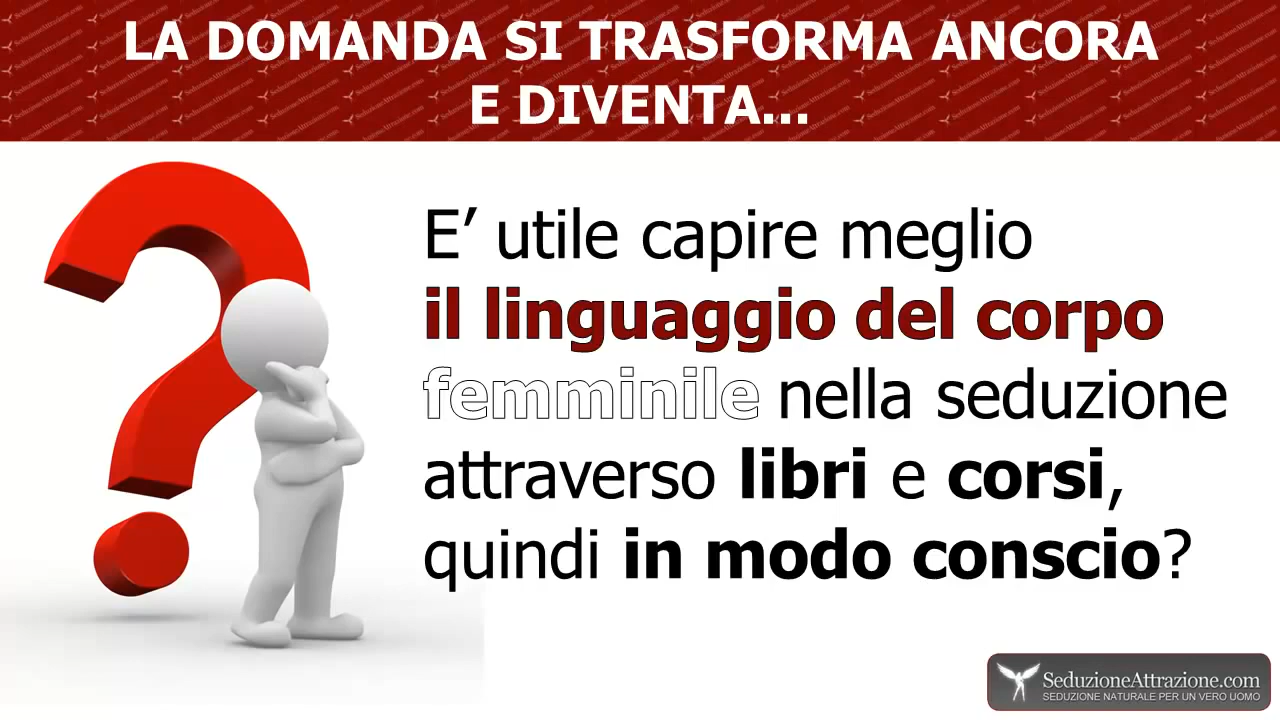 LA DOMANDA SI TRASFORMA ANCORA
E DIVENTA...
E’ utile capire meglio
il linguaggio del corpo
femminile nella seduzione
attraverso libri e corsi,
quindi in modo conscio?
SeduzioneAttrazione.com
SEDUZIONE NATURALE PER UN VERO UOMO